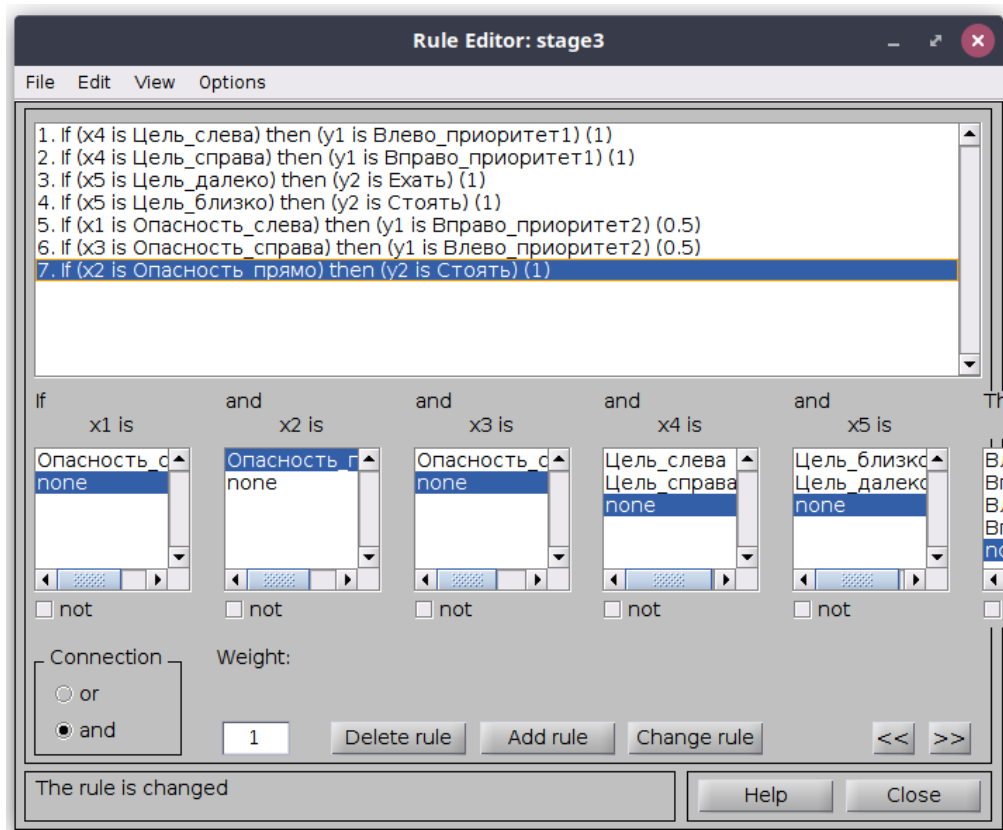 Rule Editor: stage3
File Edit View Options
1. If (x4 is Цель_слева) then (y1 is Влево_приоритет1) (1)
2. If (x4 is Цель_справа) then (y1 is Вправо_приоритет1) (1)
3. If (x5 is Цель_далеко) then (y2 is Ехать) (1)
4. If (x5 is Цель_близко) then (y2 is Стоять) (1)
5. If (x1 is Опасность_слева) then (y1 is Вправо_приоритет2) (0.5)
6. If (x3 is Опасность_справа) then (y1 is Влево_приоритет2) (0.5)
7. If (x2 is Опасность_прямо) then (y2 is Стоять) (1)
If and and and and Th
x1 is x2 is x3 is x4 is x5 is
Опасность_с Опасность_п Опасность_с Цель_слева Цель_близко
none none none Цель_справа Цель_далеко
none none
not not not not not
Connection Weight:
or
and 1 Delete rule Add rule Change rule << >>
The rule is changed Help Close